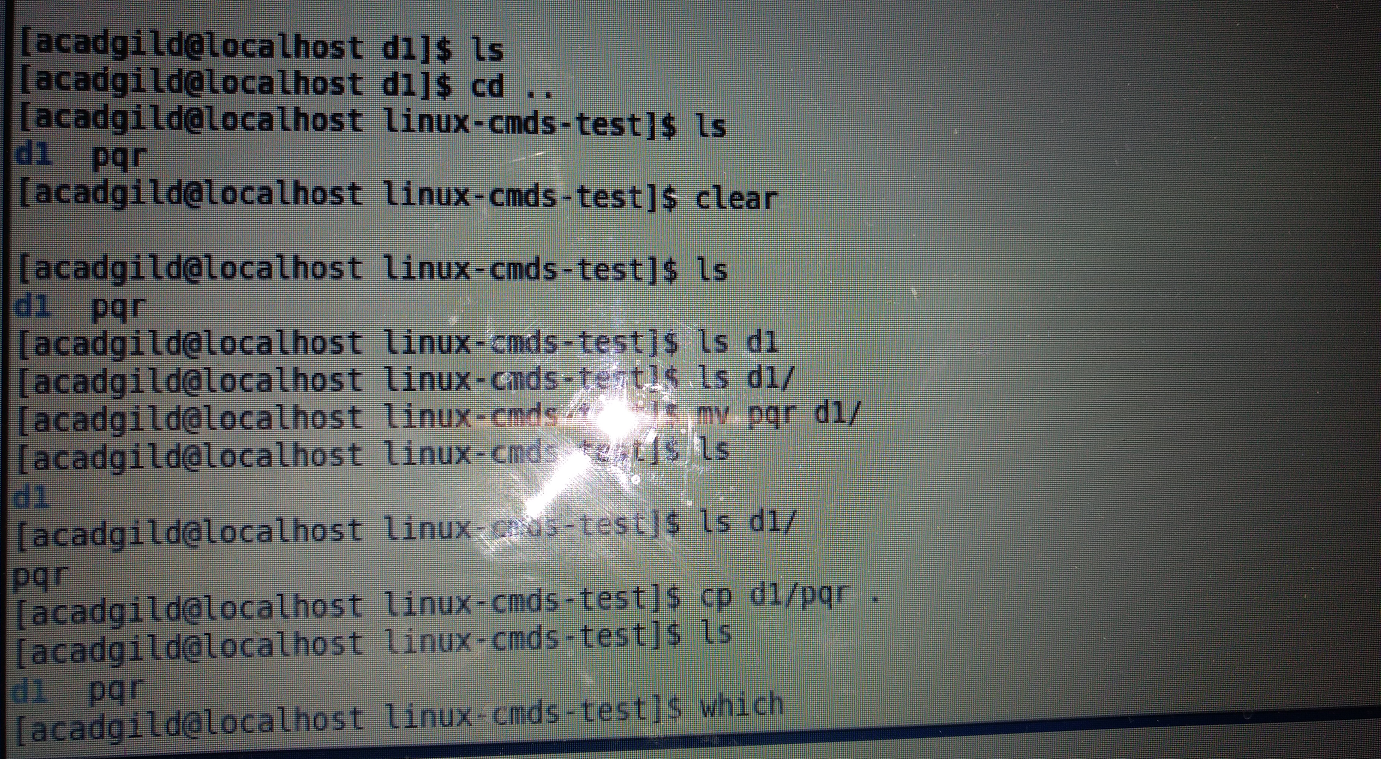 [acadgild@localhost d1]$ ls
[acadgild@localhost d1]$ cd ..
[acadgild@localhost linux-cmds-test]$ ls
d1 pqr
[acadgild@localhost linux-cmds-test]$ clear
[acadgild@localhost linux-cmds-test]$ ls
d1 pqr
[acadgild@localhost linux-cmds-test]$ ls d1
[acadgild@localhost linux-cmds-test]$ ls d1/
[acadgild@localhost linux-cmds-test]$ mv pqr d1/
[acadgild@localhost linux-cmds-test]$ ls
d1
[acadgild@localhost linux-cmds-test]$ ls d1/
pqr
[acadgild@localhost linux-cmds-test]$ cp d1/pqr .
[acadgild@localhost linux-cmds-test]$ ls
d1 pqr
[acadgild@localhost linux-cmds-test]$ which